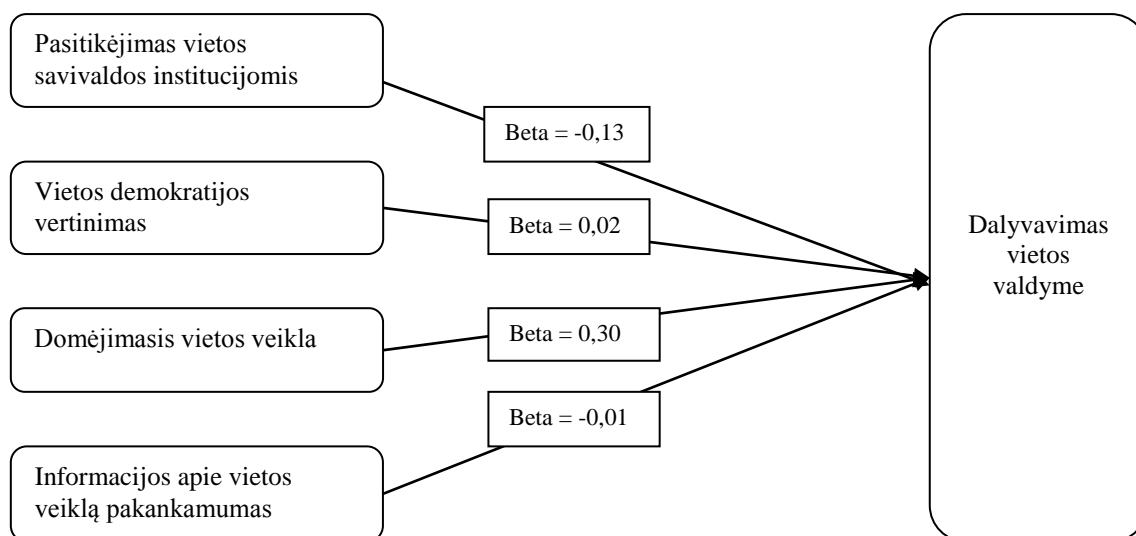 Pasitikėjimas vietos
savivaldos institucijomis
Beta = -0,13
Vietos demokratijos
vertinimas
Beta = 0,02
Domėjimasis vietos veikla
Beta = 0,30
Informacijos apie vietos
veiklą pakankamumas
Beta = -0,01
Dalyvavimas
vietos
valdyme